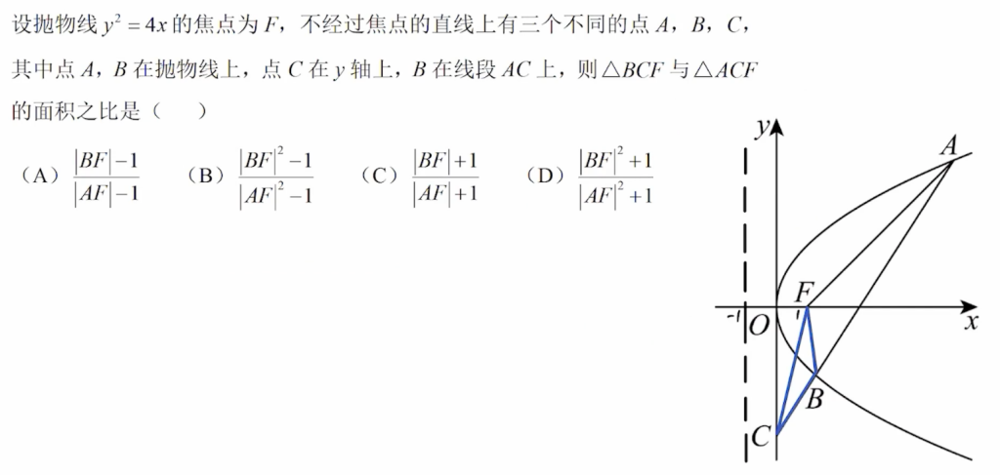 设抛物线 y² = 4x 的焦点为 F，不经过焦点的直线上有三个不同的点 A，B，C，
其中点 A，B 在抛物线上，点 C 在 y 轴上，B 在线段 AC 上，则 △BCF 与 △ACF
的面积之比是（　　）
（A）|BF|−1 / |AF|−1 （B）|BF|²−1 / |AF|²−1 （C）|BF|+1 / |AF|+1 （D）|BF|²+1 / |AF|²+1
y
A
F
-1 O 1 x
B
C